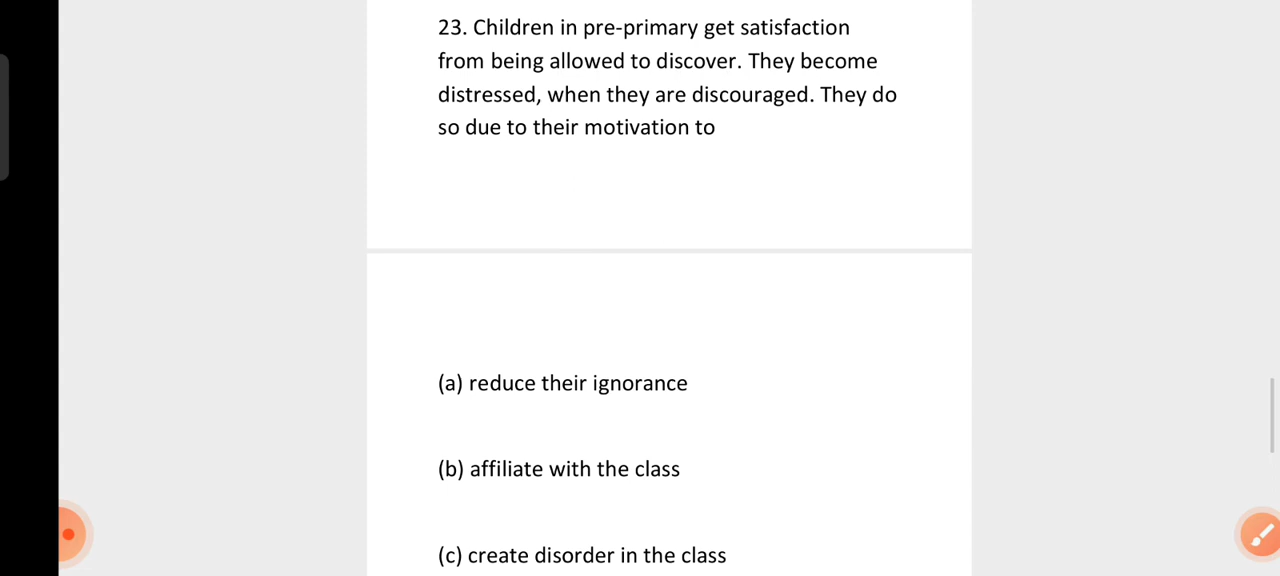 23. Children in pre-primary get satisfaction
from being allowed to discover. They become
distressed, when they are discouraged. They do
so due to their motivation to
(a) reduce their ignorance
(b) affiliate with the class
(c) create disorder in the class